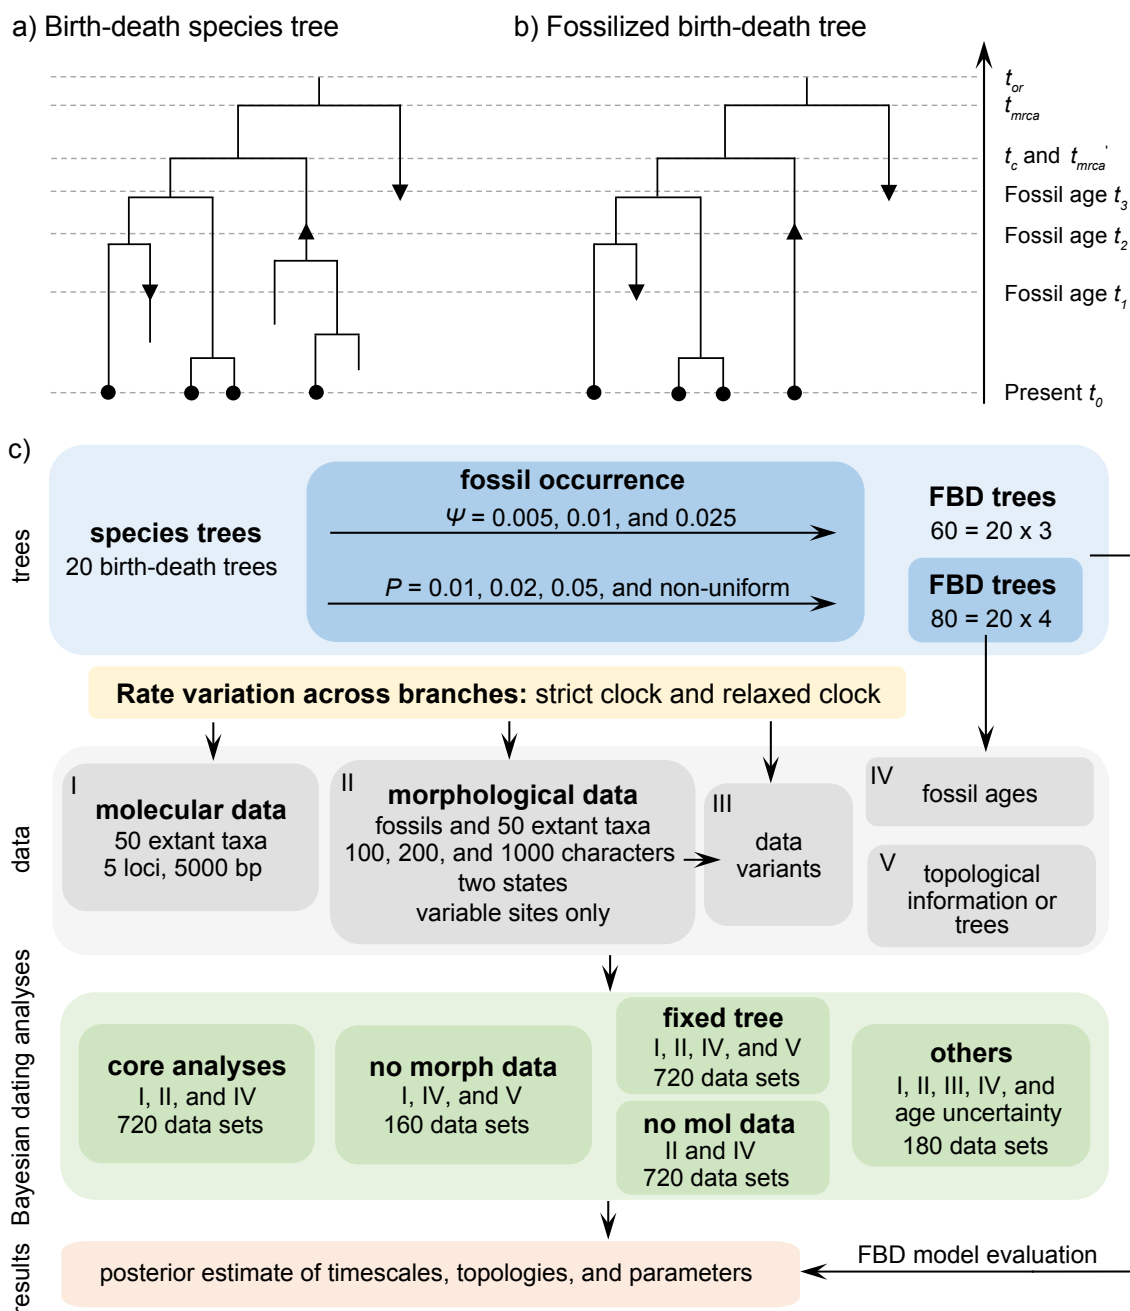 a) Birth-death species tree
b) Fossilized birth-death tree
t_or
t_mrca
t_c and t_mrca'
Fossil age t_3
Fossil age t_2
Fossil age t_1
Present t_0
c)
trees
species trees
20 birth-death trees
fossil occurrence
Ψ = 0.005, 0.01, and 0.025
P = 0.01, 0.02, 0.05, and non-uniform
FBD trees
60 = 20 x 3
FBD trees
80 = 20 x 4
Rate variation across branches: strict clock and relaxed clock
data
I
molecular data
50 extant taxa
5 loci, 5000 bp
II
morphological data
fossils and 50 extant taxa
100, 200, and 1000 characters
two states
variable sites only
III
data
variants
IV
fossil ages
V
topological
information or
trees
Bayesian dating analyses
core analyses
I, II, and IV
720 data sets
no morph data
I, IV, and V
160 data sets
fixed tree
I, II, IV, and V
720 data sets
no mol data
II and IV
720 data sets
others
I, II, III, IV, and
age uncertainty
180 data sets
results
posterior estimate of timescales, topologies, and parameters
FBD model evaluation